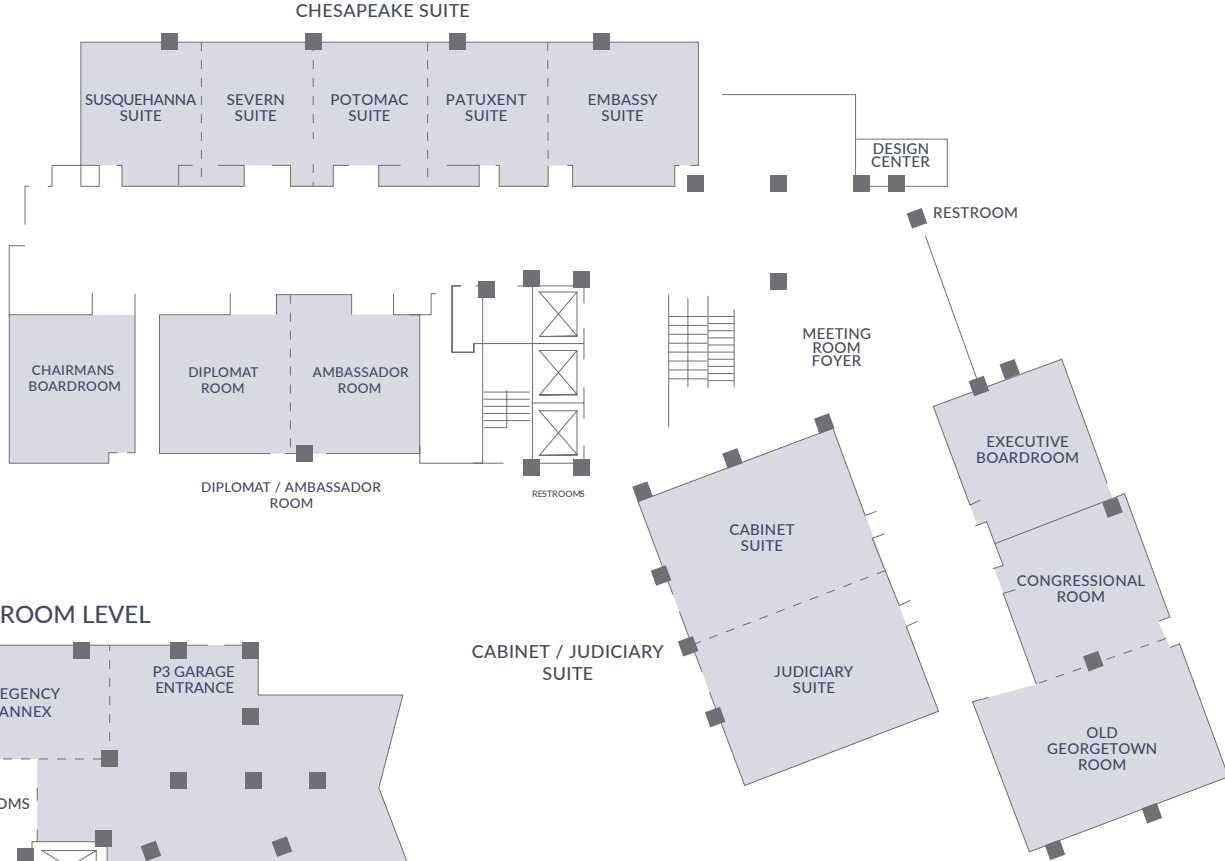 CHESAPEAKE SUITE
SUSQUEHANNA
SUITE
SEVERN
SUITE
POTOMAC
SUITE
PATUXENT
SUITE
EMBASSY
SUITE
DESIGN
CENTER
RESTROOM
MEETING
ROOM
FOYER
CHAIRMANS
BOARDROOM
DIPLOMAT
ROOM
AMBASSADOR
ROOM
DIPLOMAT / AMBASSADOR
ROOM
RESTROOMS
EXECUTIVE
BOARDROOM
CABINET
SUITE
CONGRESSIONAL
ROOM
CABINET / JUDICIARY
SUITE
JUDICIARY
SUITE
OLD
GEORGETOWN
ROOM
ROOM LEVEL
P3 GARAGE
ENTRANCE
EGENCY
ANNEX
OMS